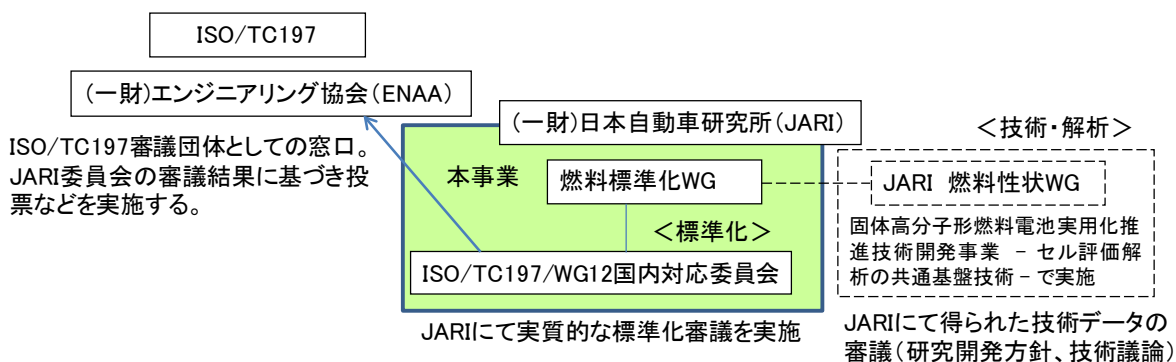 ISO/TC197
(一財)エンジニアリング協会(ENAA)
ISO/TC197審議団体としての窓口。
JARI委員会の審議結果に基づき投
票などを実施する。
(一財)日本自動車研究所(JARI)
本事業
燃料標準化WG
<標準化>
ISO/TC197/WG12国内対応委員会
JARIにて実質的な標準化審議を実施
<技術・解析>
JARI 燃料性状WG
固体高分子形燃料電池実用化推
進技術開発事業 - セル評価解
析の共通基盤技術 - で実施
JARIにて得られた技術データの
審議(研究開発方針、技術議論)